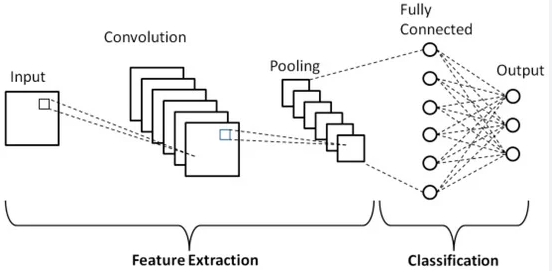 Fully
Connected
Convolution
Pooling
Input
Output
Feature Extraction
Classification